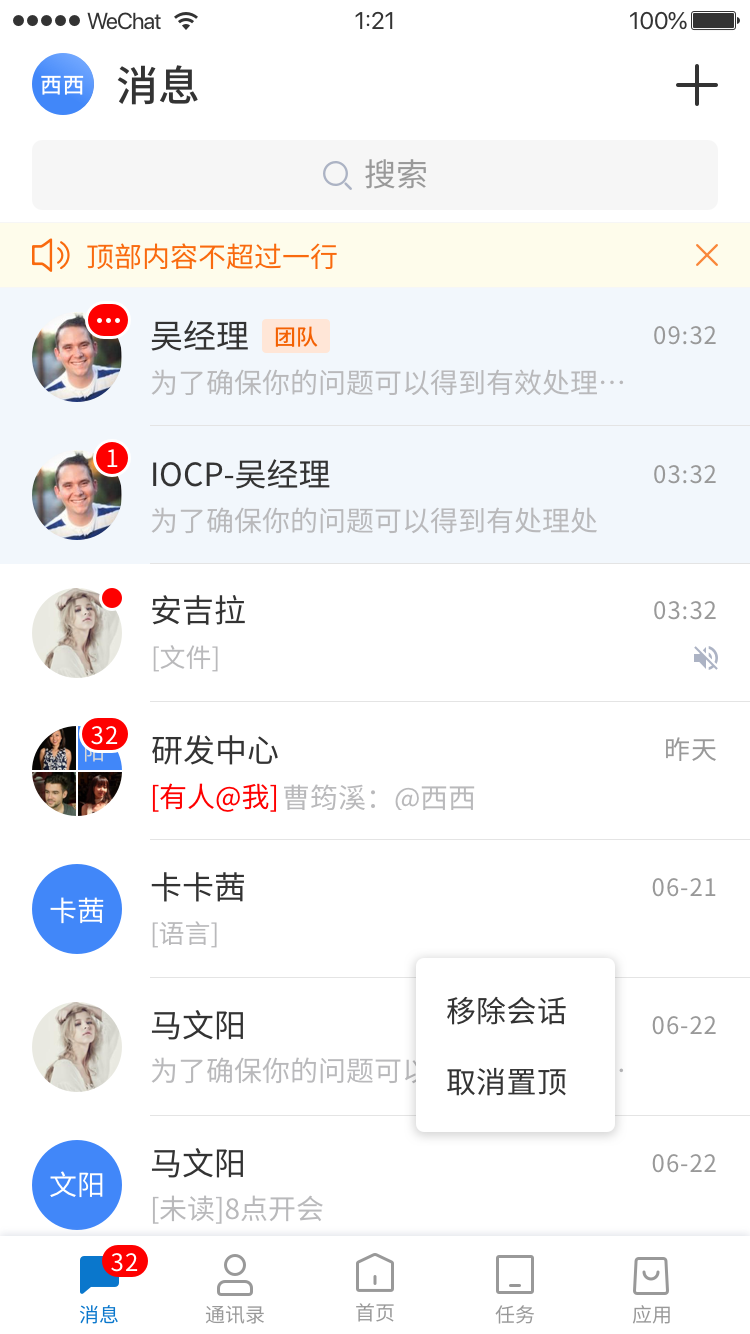 WeChat 1:21 100%
西西 消息
搜索
顶部内容不超过一行
吴经理 团队 09:32
为了确保你的问题可以得到有效处理…
1
IOCP-吴经理 03:32
为了确保你的问题可以得到有处理处
安吉拉 03:32
[文件]
32
阳
研发中心 昨天
[有人@我]曹筠溪：@西西
卡茜
卡卡茜 06-21
[语言]
马文阳 06-22
为了确保你的问题可以
移除会话
取消置顶
文阳
马文阳 06-22
[未读]8点开会
32
消息 通讯录 首页 任务 应用